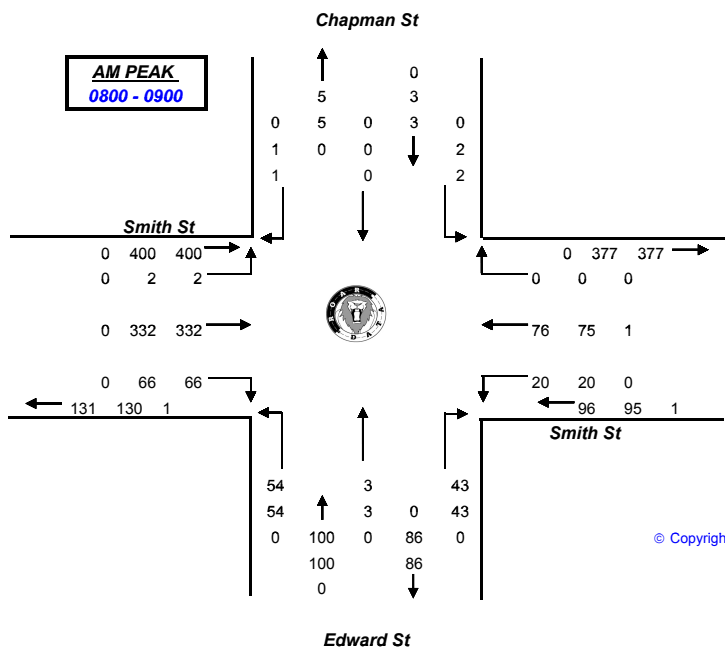 Chapman St
AM PEAK
0800 - 0900
0
5 3
0 5 0 3 0
1 0 0 2
1 0 2
Smith St
0 400 400
0 377 377
0 2 2
0 0 0
ROAR DATA
0 332 332
76 75 1
0 66 66
20 20 0
131 130 1
96 95 1
Smith St
54 3 43
54 3 0 43
0 100 0 86 0
© Copyrigh
100 86
0
Edward St